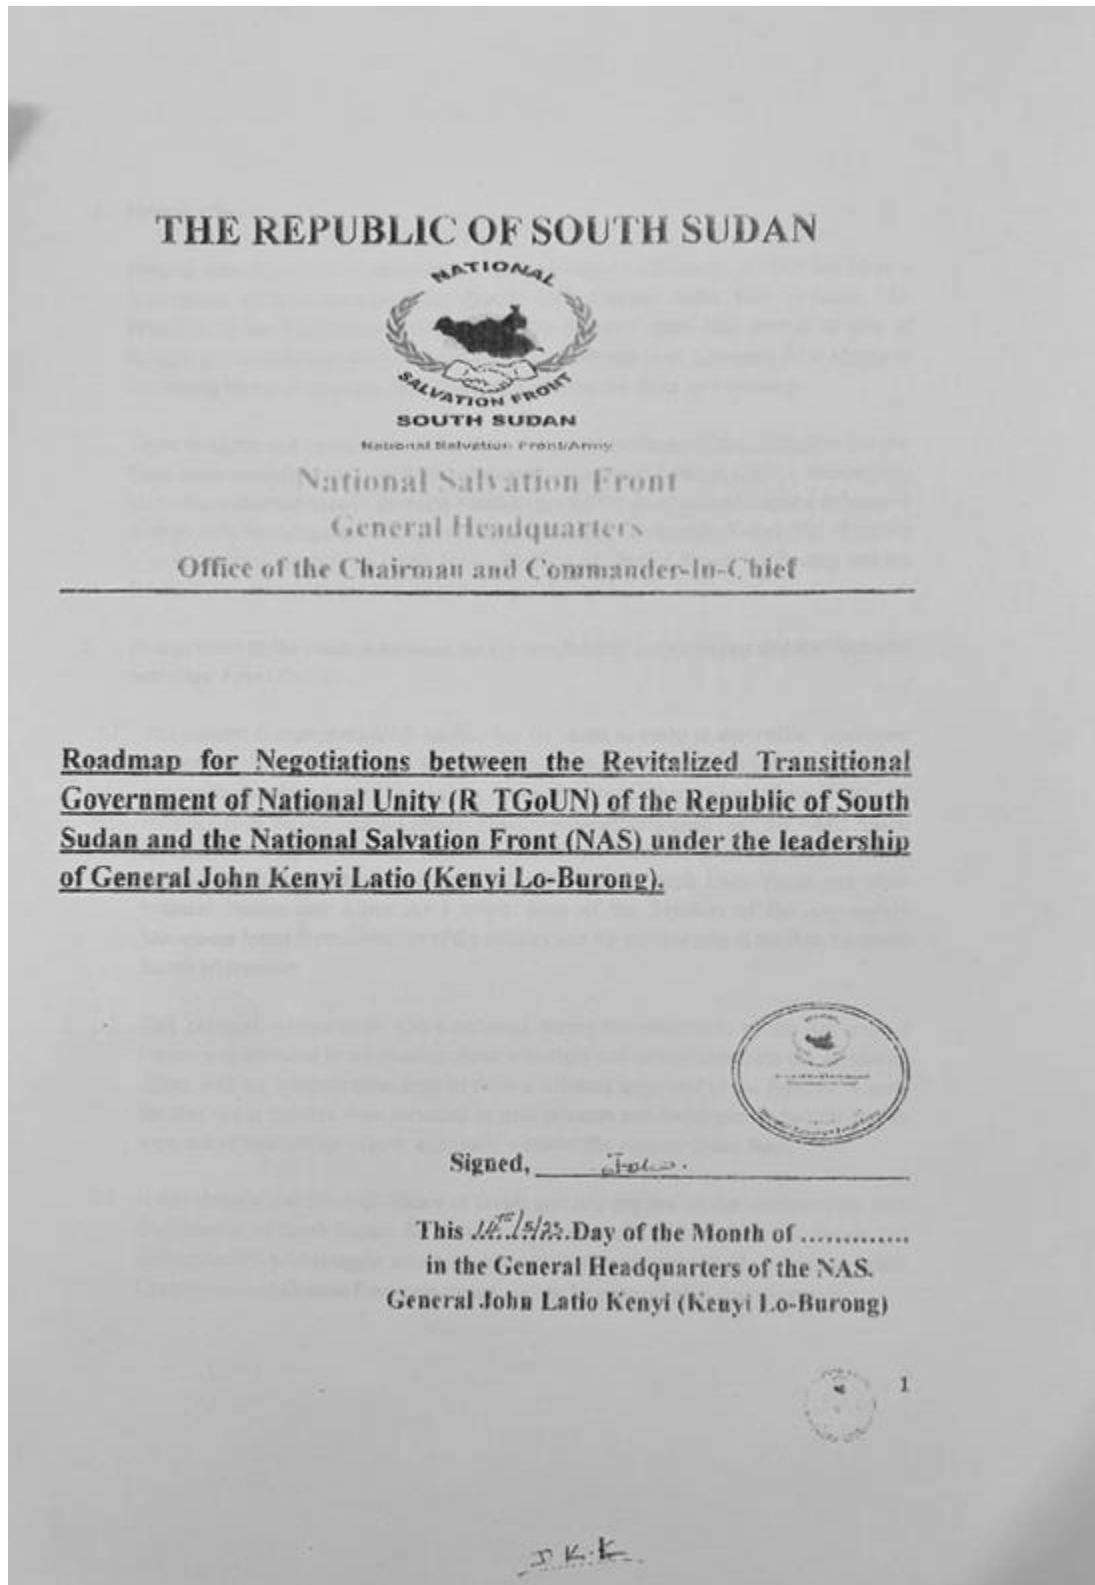 THE REPUBLIC OF SOUTH SUDAN
NATIONAL
SALVATION FRONT
SOUTH SUDAN
National Salvation Front/Army
National Salvation Front
General Headquarters
Office of the Chairman and Commander-In-Chief
Roadmap for Negotiations between the Revitalized Transitional
Government of National Unity (R_TGoUN) of the Republic of South
Sudan and the National Salvation Front (NAS) under the leadership
of General John Kenyi Latio (Kenyi Lo-Burong).
Signed,
This 14th/5/23.Day of the Month of .............
in the General Headquarters of the NAS.
General John Latio Kenyi (Kenyi Lo-Burong)
1
J K.K